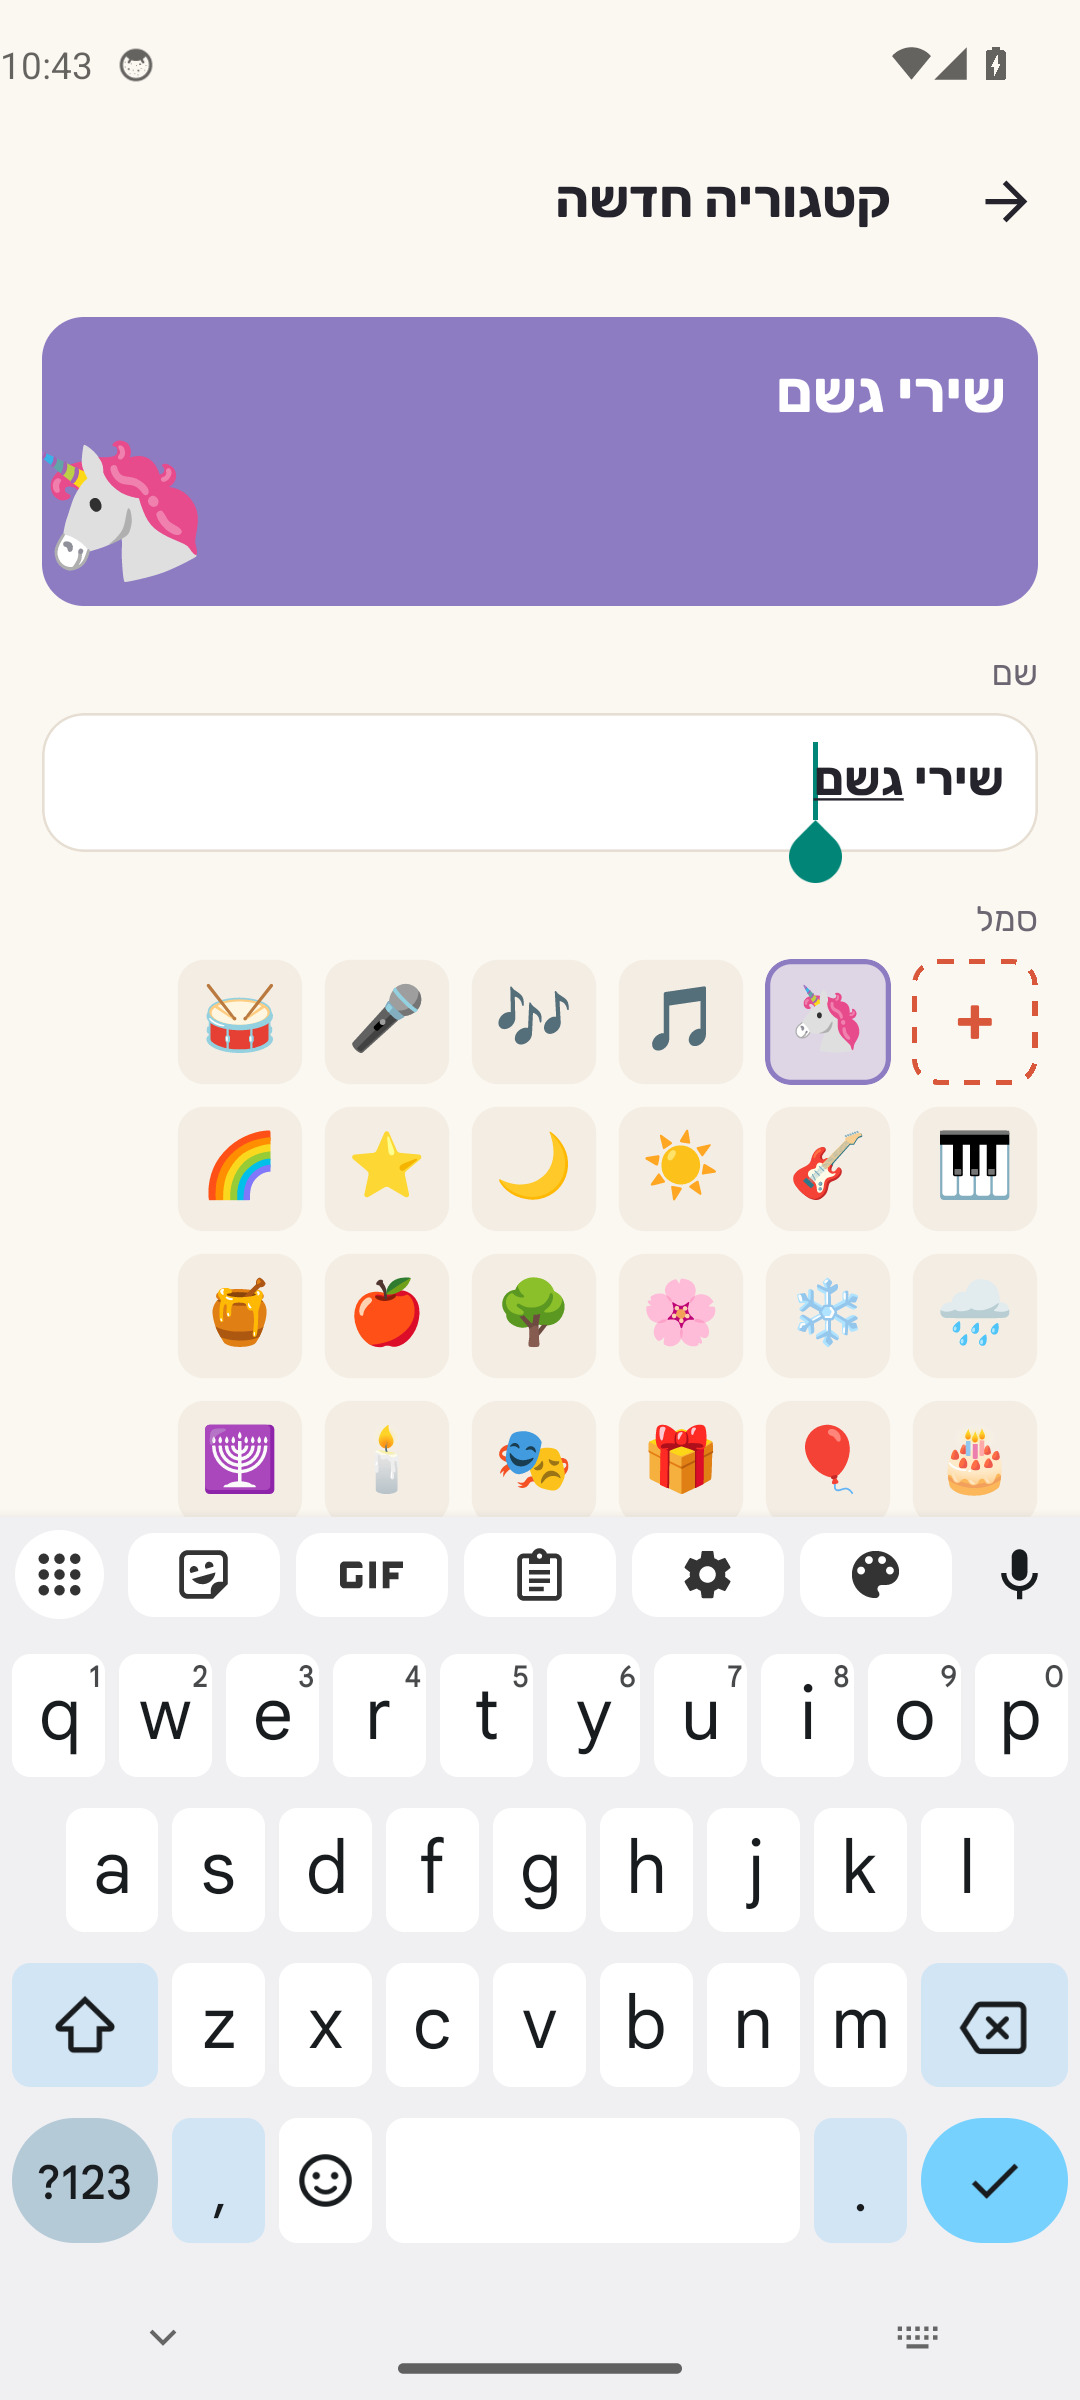 10:43
קטגוריה חדשה
שירי גשם
שם
שירי גשם
סמל
+
GIF
q 1 w 2 e 3 r 4 t 5 y 6 u 7 i 8 o 9 p 0
a s d f g h j k l
z x c v b n m
?123 , .